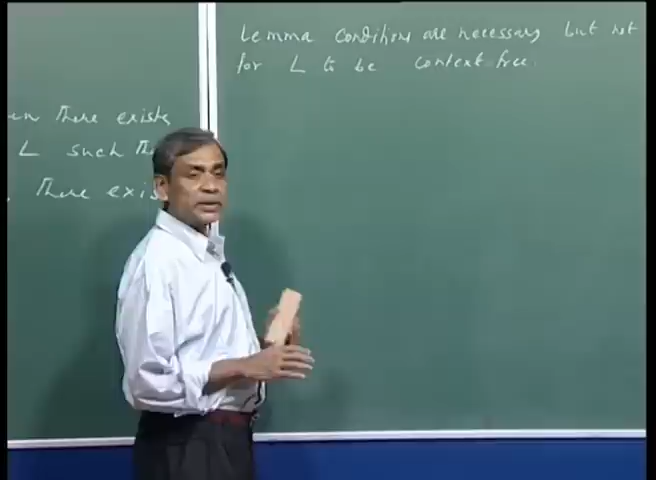 Lemma conditions are necessary but not
for L to be context free.
en there exists
L such th
. there exis